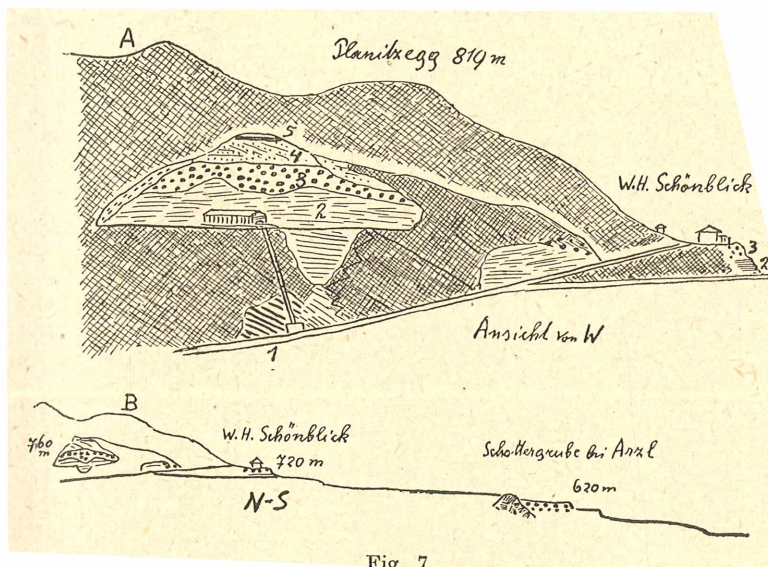 A
Planitzegg 819 m
5
4
3
2
W.H. Schönblick
3
2
1
Ansicht von W
B
760
m
W.H. Schönblick
720 m
N-S
Schottergrube bei Arzl
620 m
Fig. 7